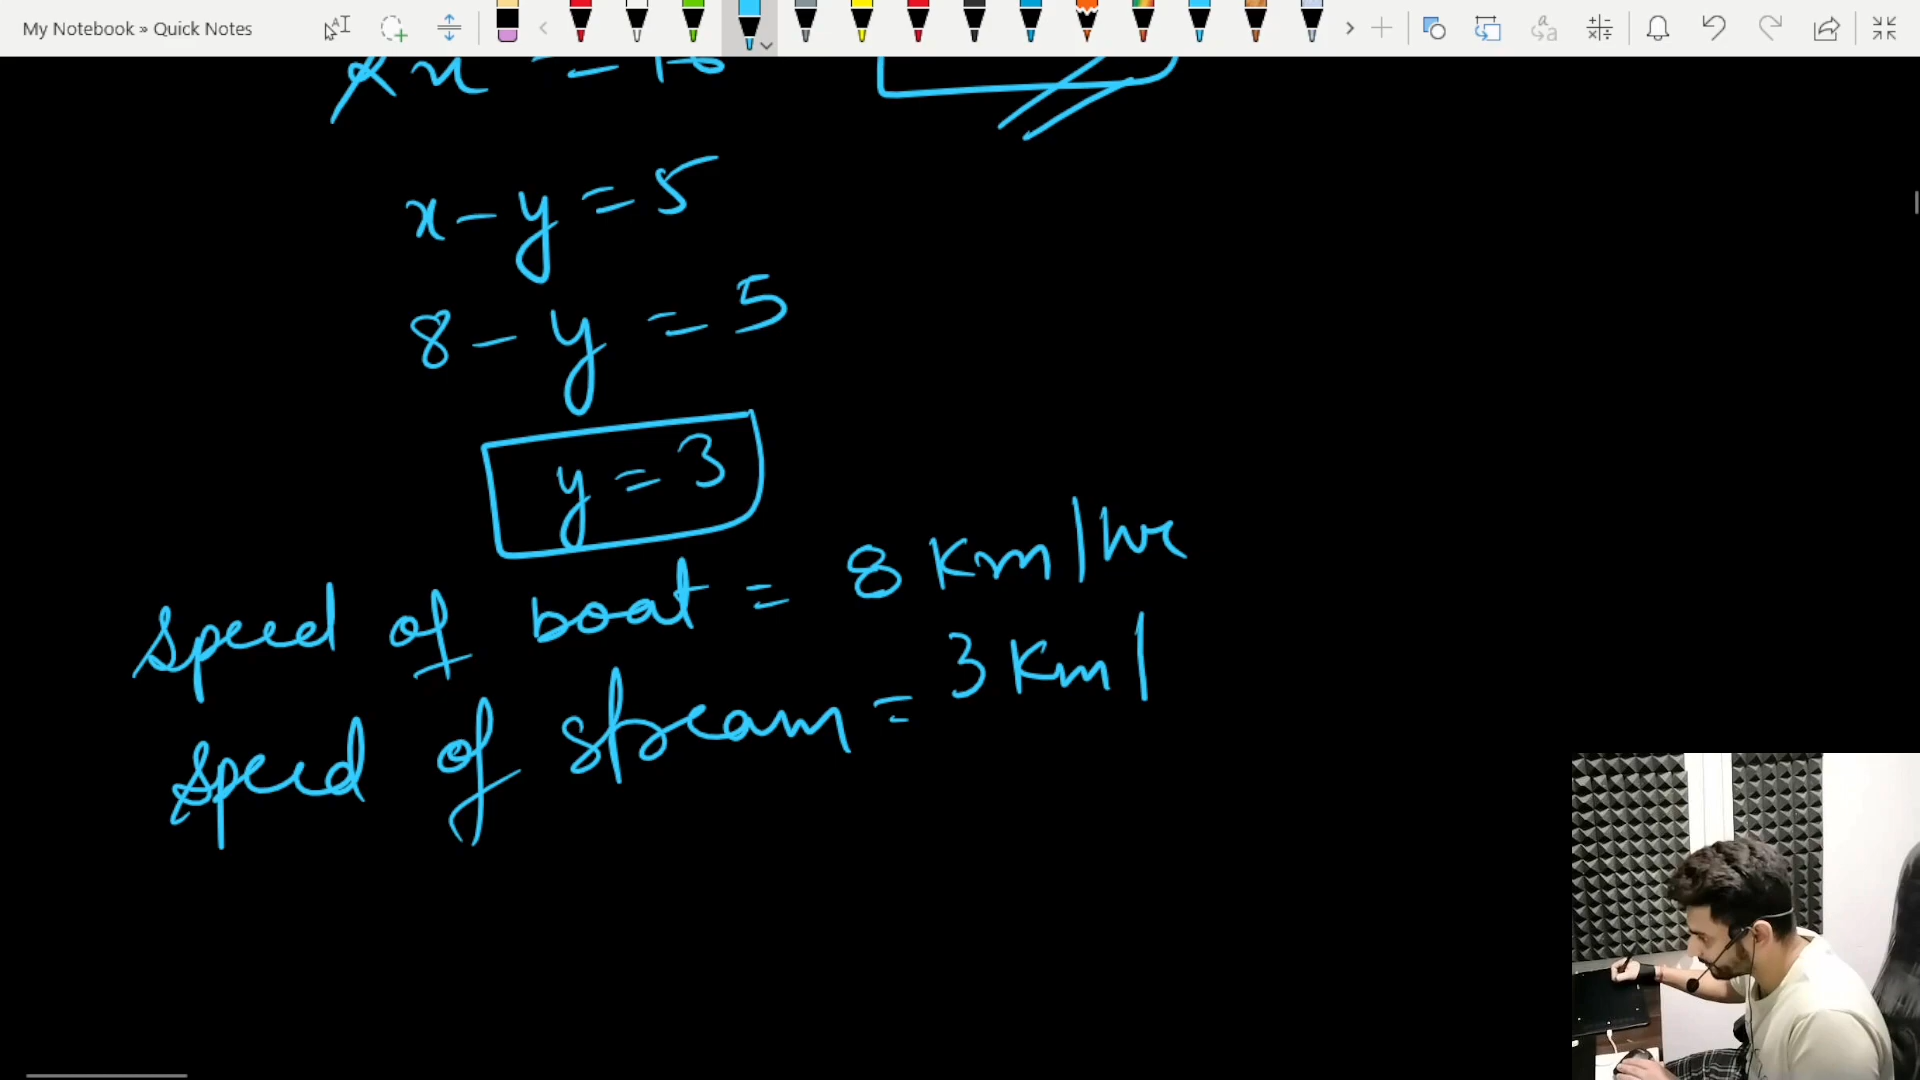 My Notebook » Quick Notes
x - y = 5
8 - y = 5
y = 3
Speed of boat = 8 Km/hr
Speed of stream = 3 Km/